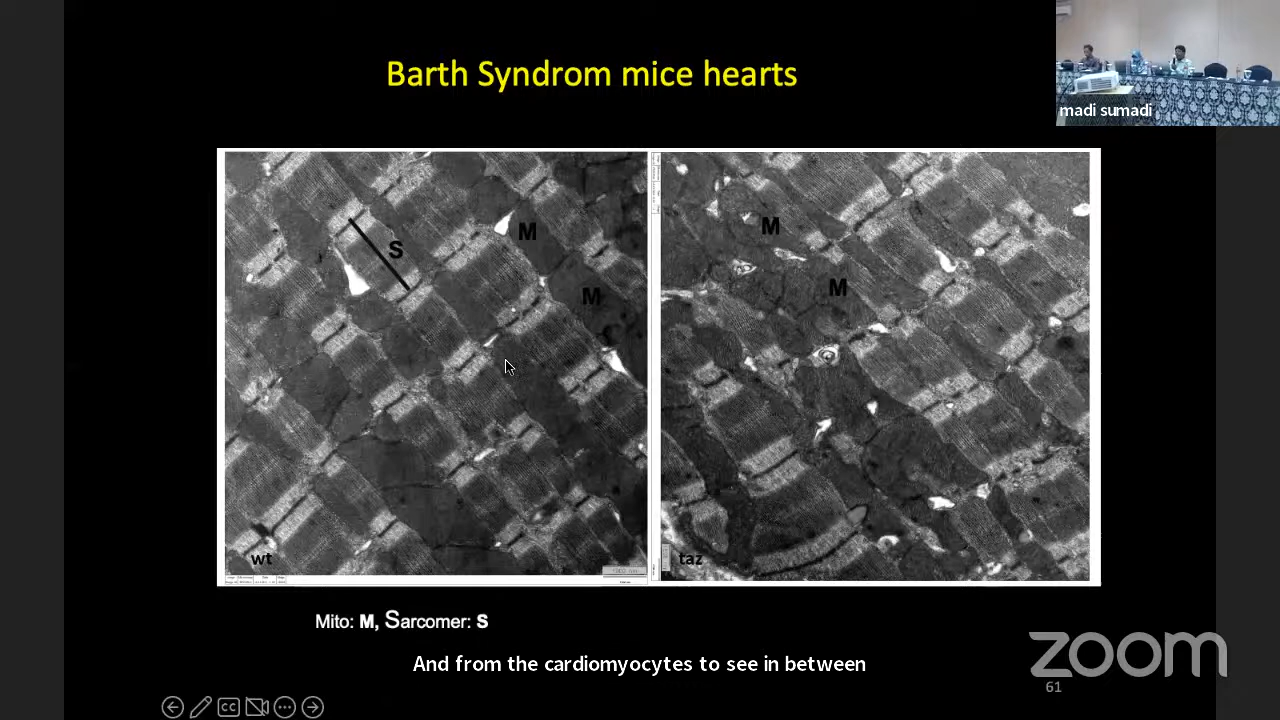 Barth Syndrom mice hearts
madi sumadi
S
M
M
M
M
wt
taz
Mito: M, Sarcomer: S
And from the cardiomyocytes to see in between
zoom
61
CC